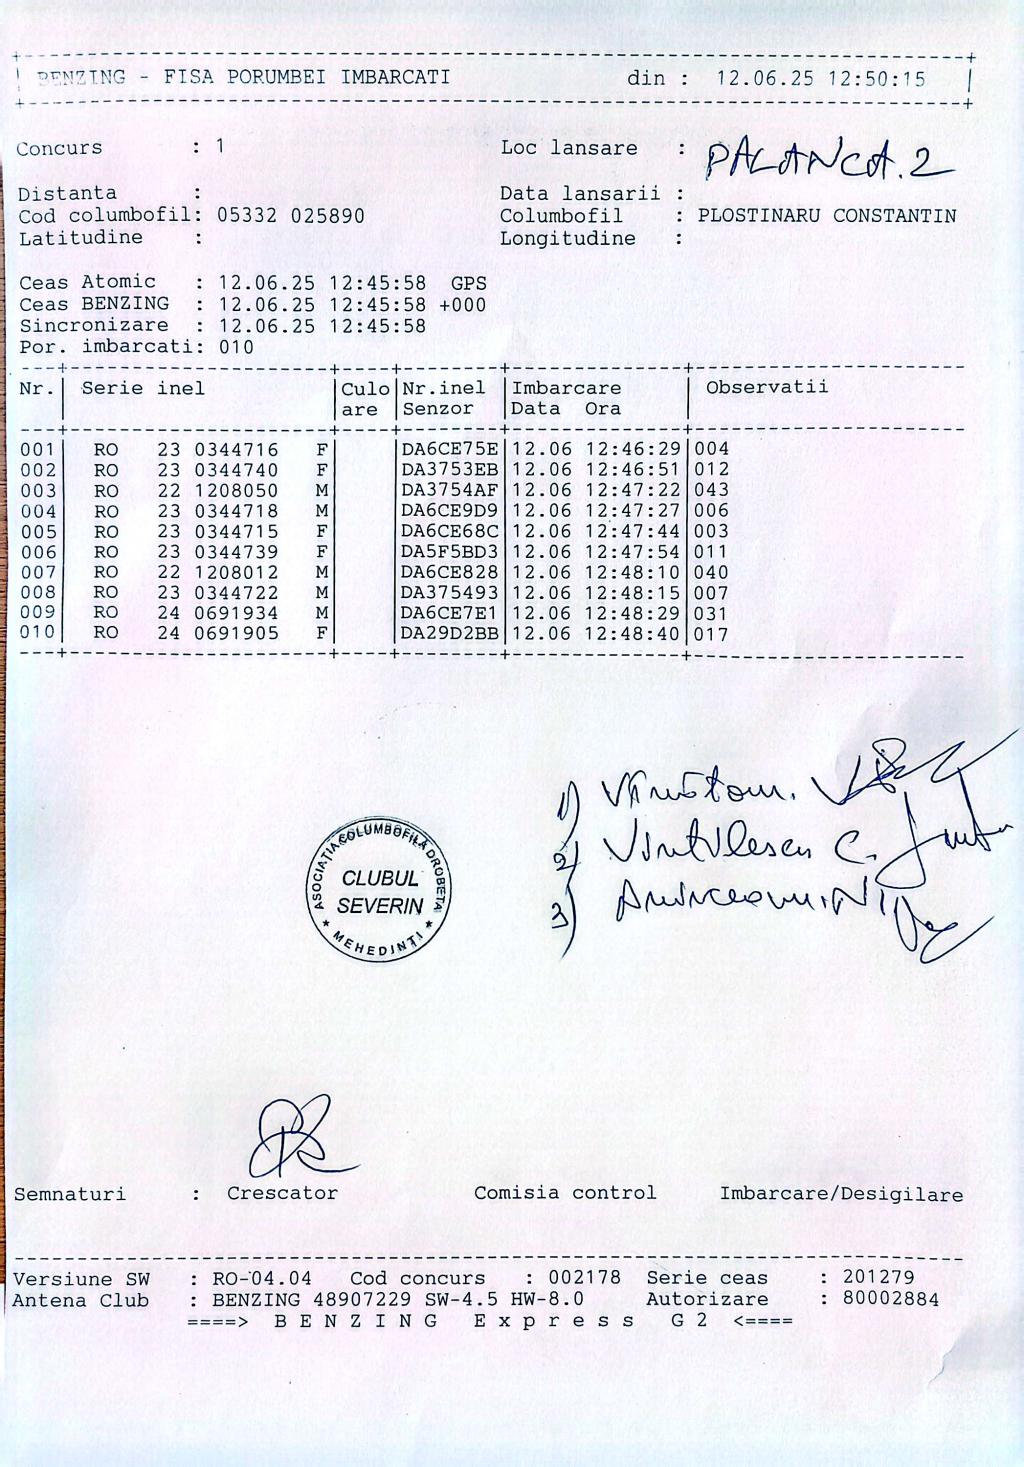 BENZING - FISA PORUMBEI IMBARCATI din : 12.06.25 12:50:15
Concurs : 1 Loc lansare : PALANCA.2
Distanta : Data lansarii :
Cod columbofil: 05332 025890 Columbofil : PLOSTINARU CONSTANTIN
Latitudine : Longitudine :
Ceas Atomic : 12.06.25 12:45:58 GPS
Ceas BENZING : 12.06.25 12:45:58 +000
Sincronizare : 12.06.25 12:45:58
Por. imbarcati: 010
Nr. Serie inel Culo Nr.inel Imbarcare Observatii
are Senzor Data Ora
001 RO 23 0344716 F DA6CE75E 12.06 12:46:29 004
002 RO 23 0344740 F DA3753EB 12.06 12:46:51 012
003 RO 22 1208050 M DA3754AF 12.06 12:47:22 043
004 RO 23 0344718 M DA6CE9D9 12.06 12:47:27 006
005 RO 23 0344715 F DA6CE68C 12.06 12:47:44 003
006 RO 23 0344739 F DA5F5BD3 12.06 12:47:54 011
007 RO 22 1208012 M DA6CE828 12.06 12:48:10 040
008 RO 23 0344722 M DA375493 12.06 12:48:15 007
009 RO 24 0691934 M DA6CE7E1 12.06 12:48:29 031
010 RO 24 0691905 F DA29D2BB 12.06 12:48:40 017
1)
2) Vintilescu C.
3)
ASOCIAȚIA COLUMBOFILĂ DROBETA
CLUBUL
SEVERIN
* MEHEDINȚI *
Semnaturi : Crescator Comisia control Imbarcare/Desigilare
Versiune SW : RO-04.04 Cod concurs : 002178 Serie ceas : 201279
Antena Club : BENZING 48907229 SW-4.5 HW-8.0 Autorizare : 80002884
====> B E N Z I N G E x p r e s s G 2 <====